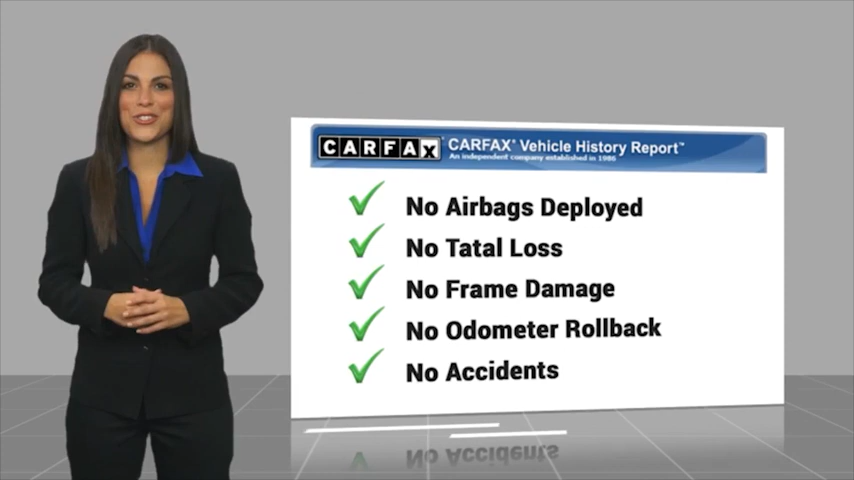 CARFAX CARFAX® Vehicle History Report™
An independent company established in 1986
No Airbags Deployed
No Tatal Loss
No Frame Damage
No Odometer Rollback
No Accidents
No Accidents